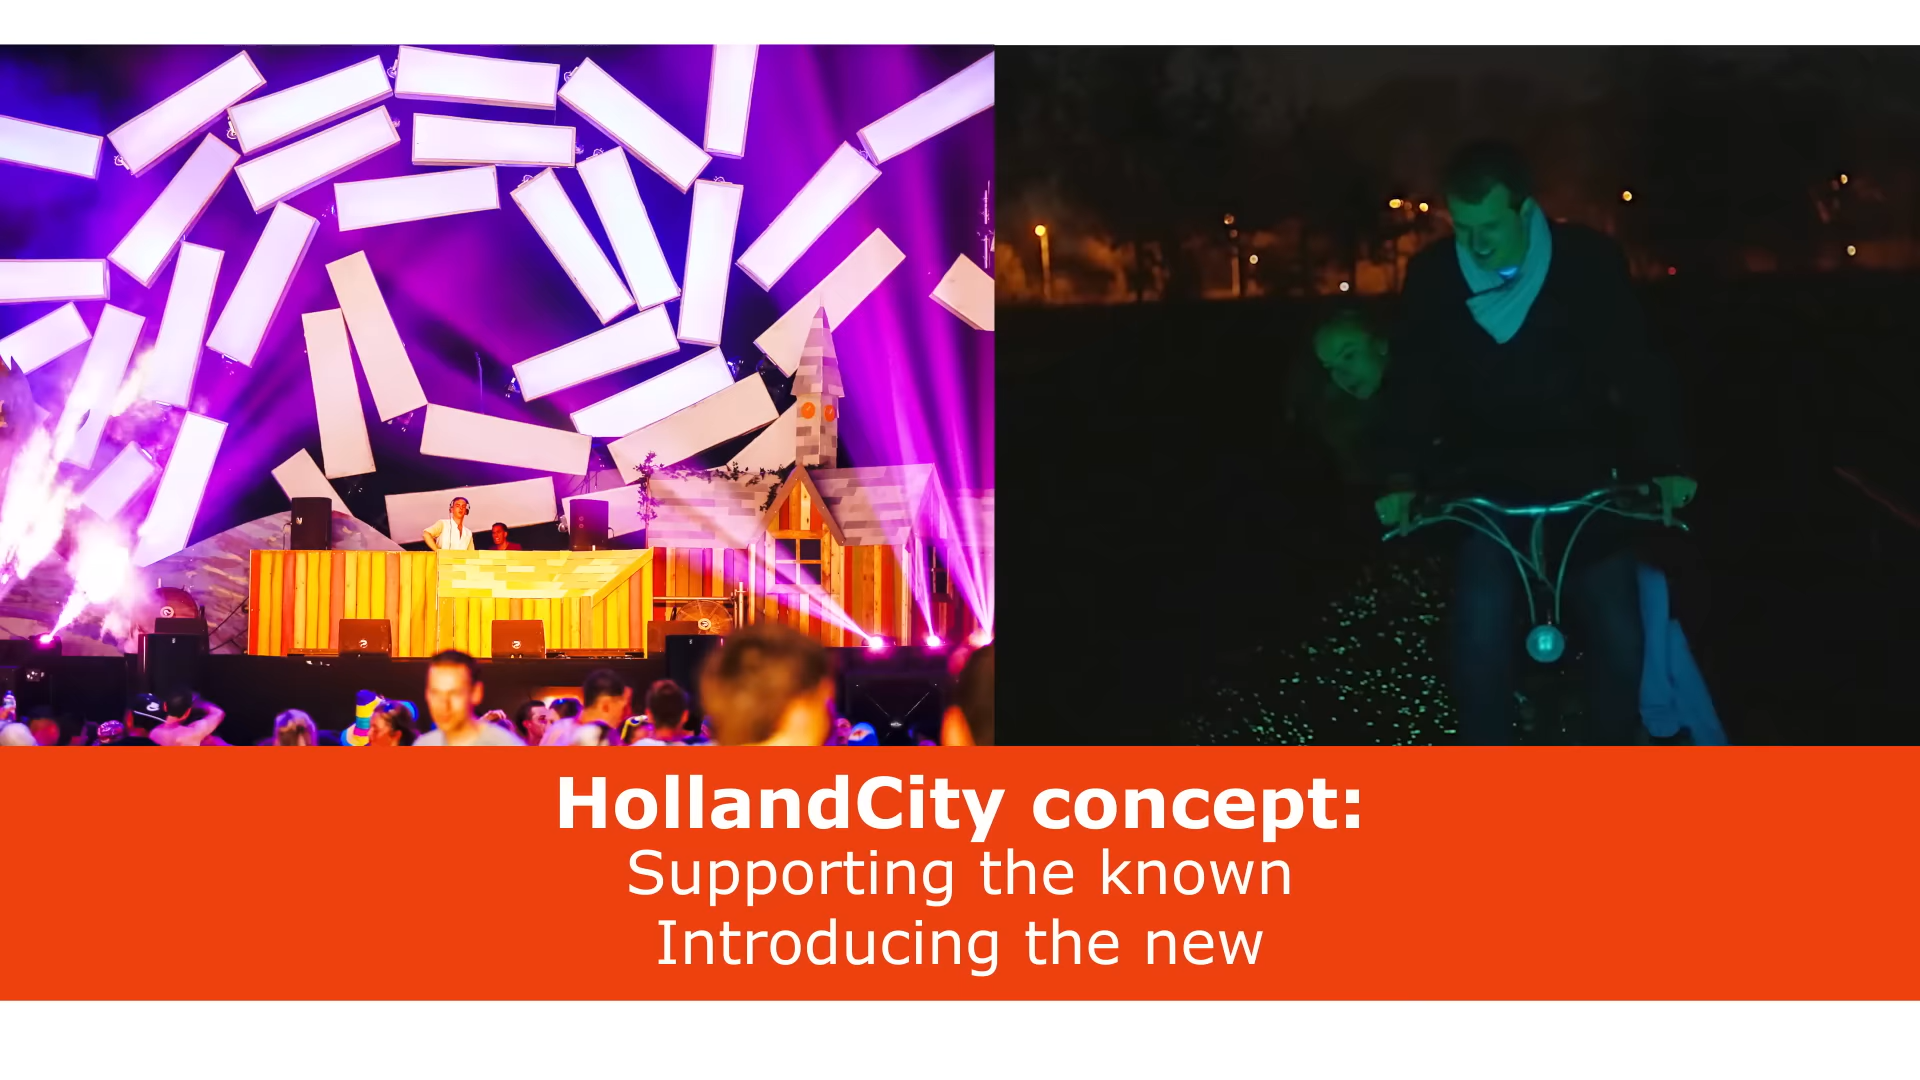 HollandCity concept:
Supporting the known
Introducing the new